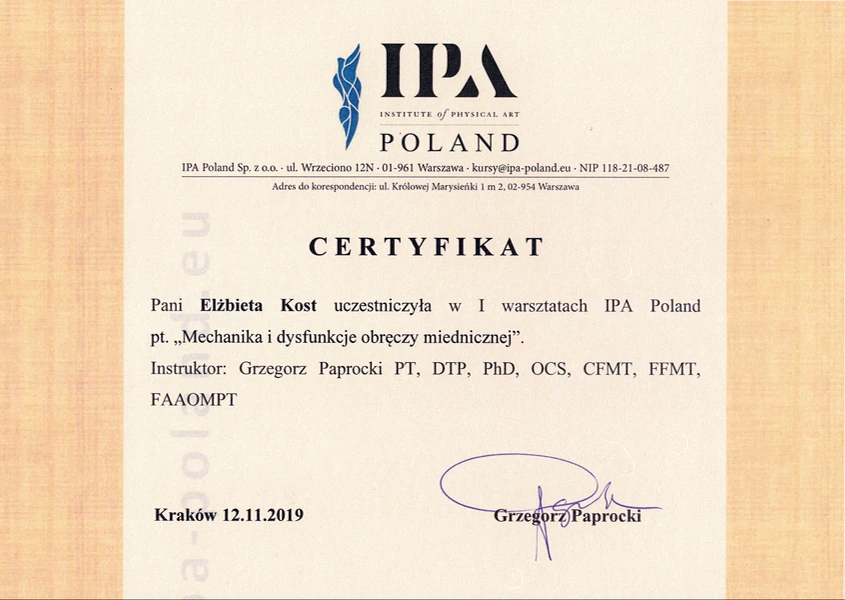 IPA
INSTITUTE of PHYSICAL ART
POLAND
IPA Poland Sp. z o.o. · ul. Wrzeciono 12N · 01-961 Warszawa · kursy@ipa-poland.eu · NIP 118-21-08-487
Adres do korespondencji: ul. Królowej Marysieńki 1 m 2, 02-954 Warszawa
CERTYFIKAT
Pani Elżbieta Kost uczestniczyła w I warsztatach IPA Poland
pt. „Mechanika i dysfunkcje obręczy miednicznej”.
Instruktor: Grzegorz Paprocki PT, DTP, PhD, OCS, CFMT, FFMT,
FAAOMPT
Kraków 12.11.2019
Grzegorz Paprocki
pa-poland.eu